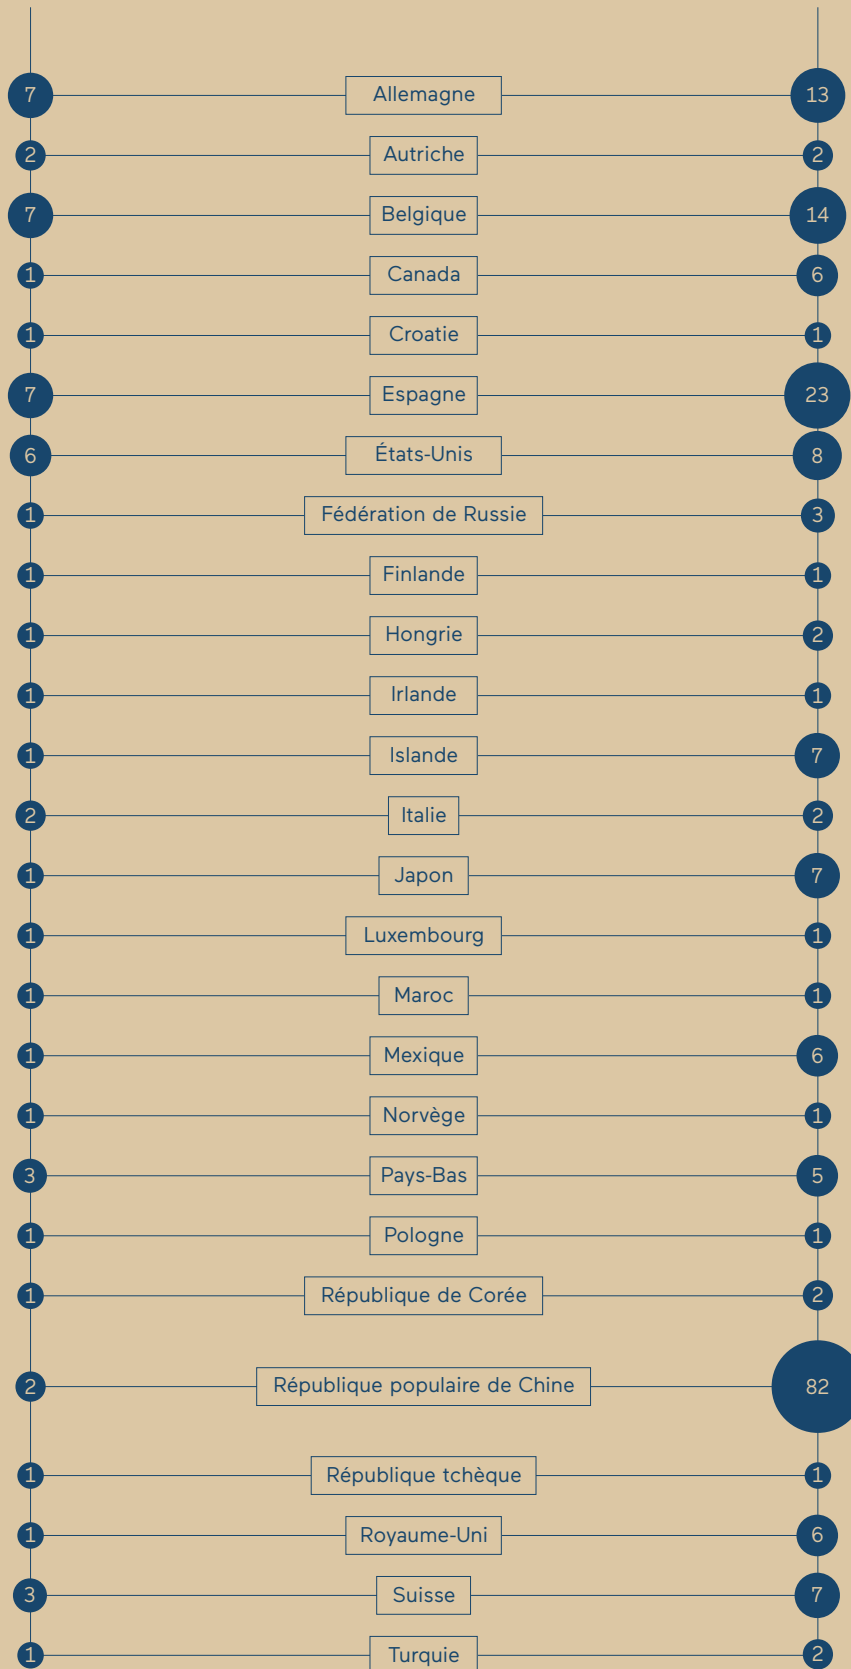 7 Allemagne 13
2 Autriche 2
7 Belgique 14
1 Canada 6
1 Croatie 1
7 Espagne 23
6 États-Unis 8
1 Fédération de Russie 3
1 Finlande 1
1 Hongrie 2
1 Irlande 1
1 Islande 7
2 Italie 2
1 Japon 7
1 Luxembourg 1
1 Maroc 1
1 Mexique 6
1 Norvège 1
3 Pays-Bas 5
1 Pologne 1
1 République de Corée 2
2 République populaire de Chine 82
1 République tchèque 1
1 Royaume-Uni 6
3 Suisse 7
1 Turquie 2